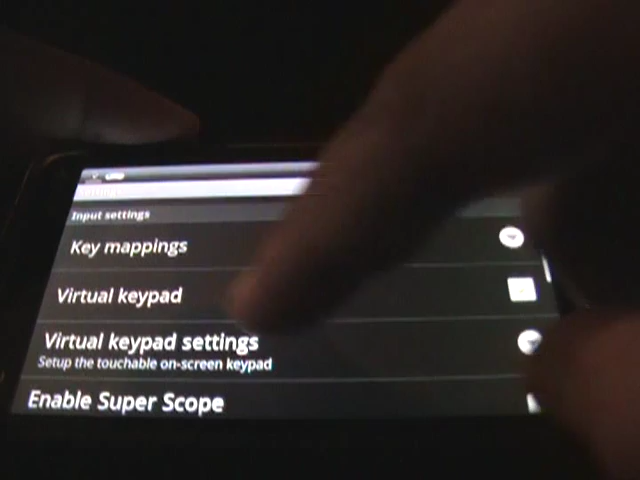 Input settings
Key mappings
Virtual keypad
Virtual keypad settings
Setup the touchable on-screen keypad
Enable Super Scope